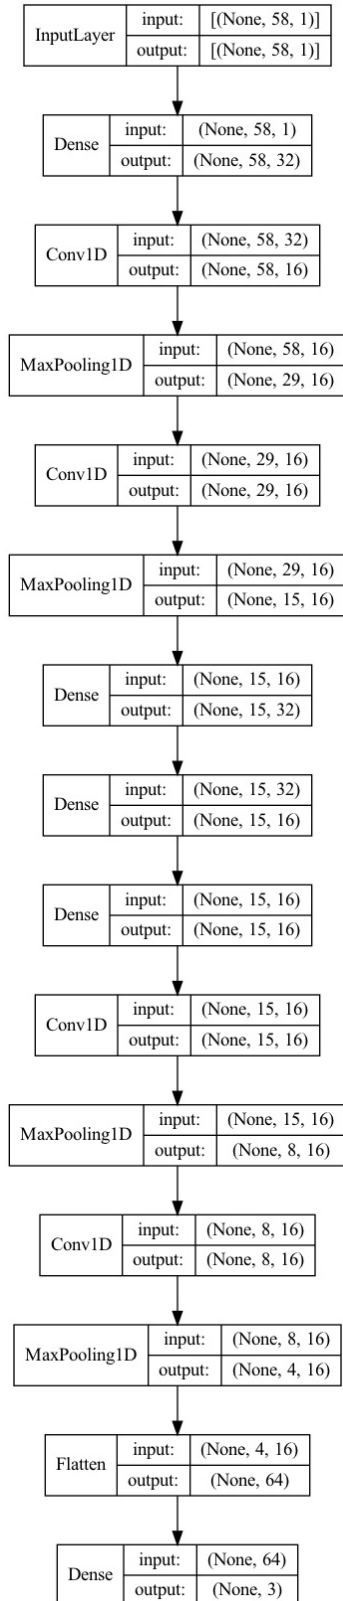 InputLayer input: [(None, 58, 1)]
output: [(None, 58, 1)]
Dense input: (None, 58, 1)
output: (None, 58, 32)
Conv1D input: (None, 58, 32)
output: (None, 58, 16)
MaxPooling1D input: (None, 58, 16)
output: (None, 29, 16)
Conv1D input: (None, 29, 16)
output: (None, 29, 16)
MaxPooling1D input: (None, 29, 16)
output: (None, 15, 16)
Dense input: (None, 15, 16)
output: (None, 15, 32)
Dense input: (None, 15, 32)
output: (None, 15, 16)
Dense input: (None, 15, 16)
output: (None, 15, 16)
Conv1D input: (None, 15, 16)
output: (None, 15, 16)
MaxPooling1D input: (None, 15, 16)
output: (None, 8, 16)
Conv1D input: (None, 8, 16)
output: (None, 8, 16)
MaxPooling1D input: (None, 8, 16)
output: (None, 4, 16)
Flatten input: (None, 4, 16)
output: (None, 64)
Dense input: (None, 64)
output: (None, 3)